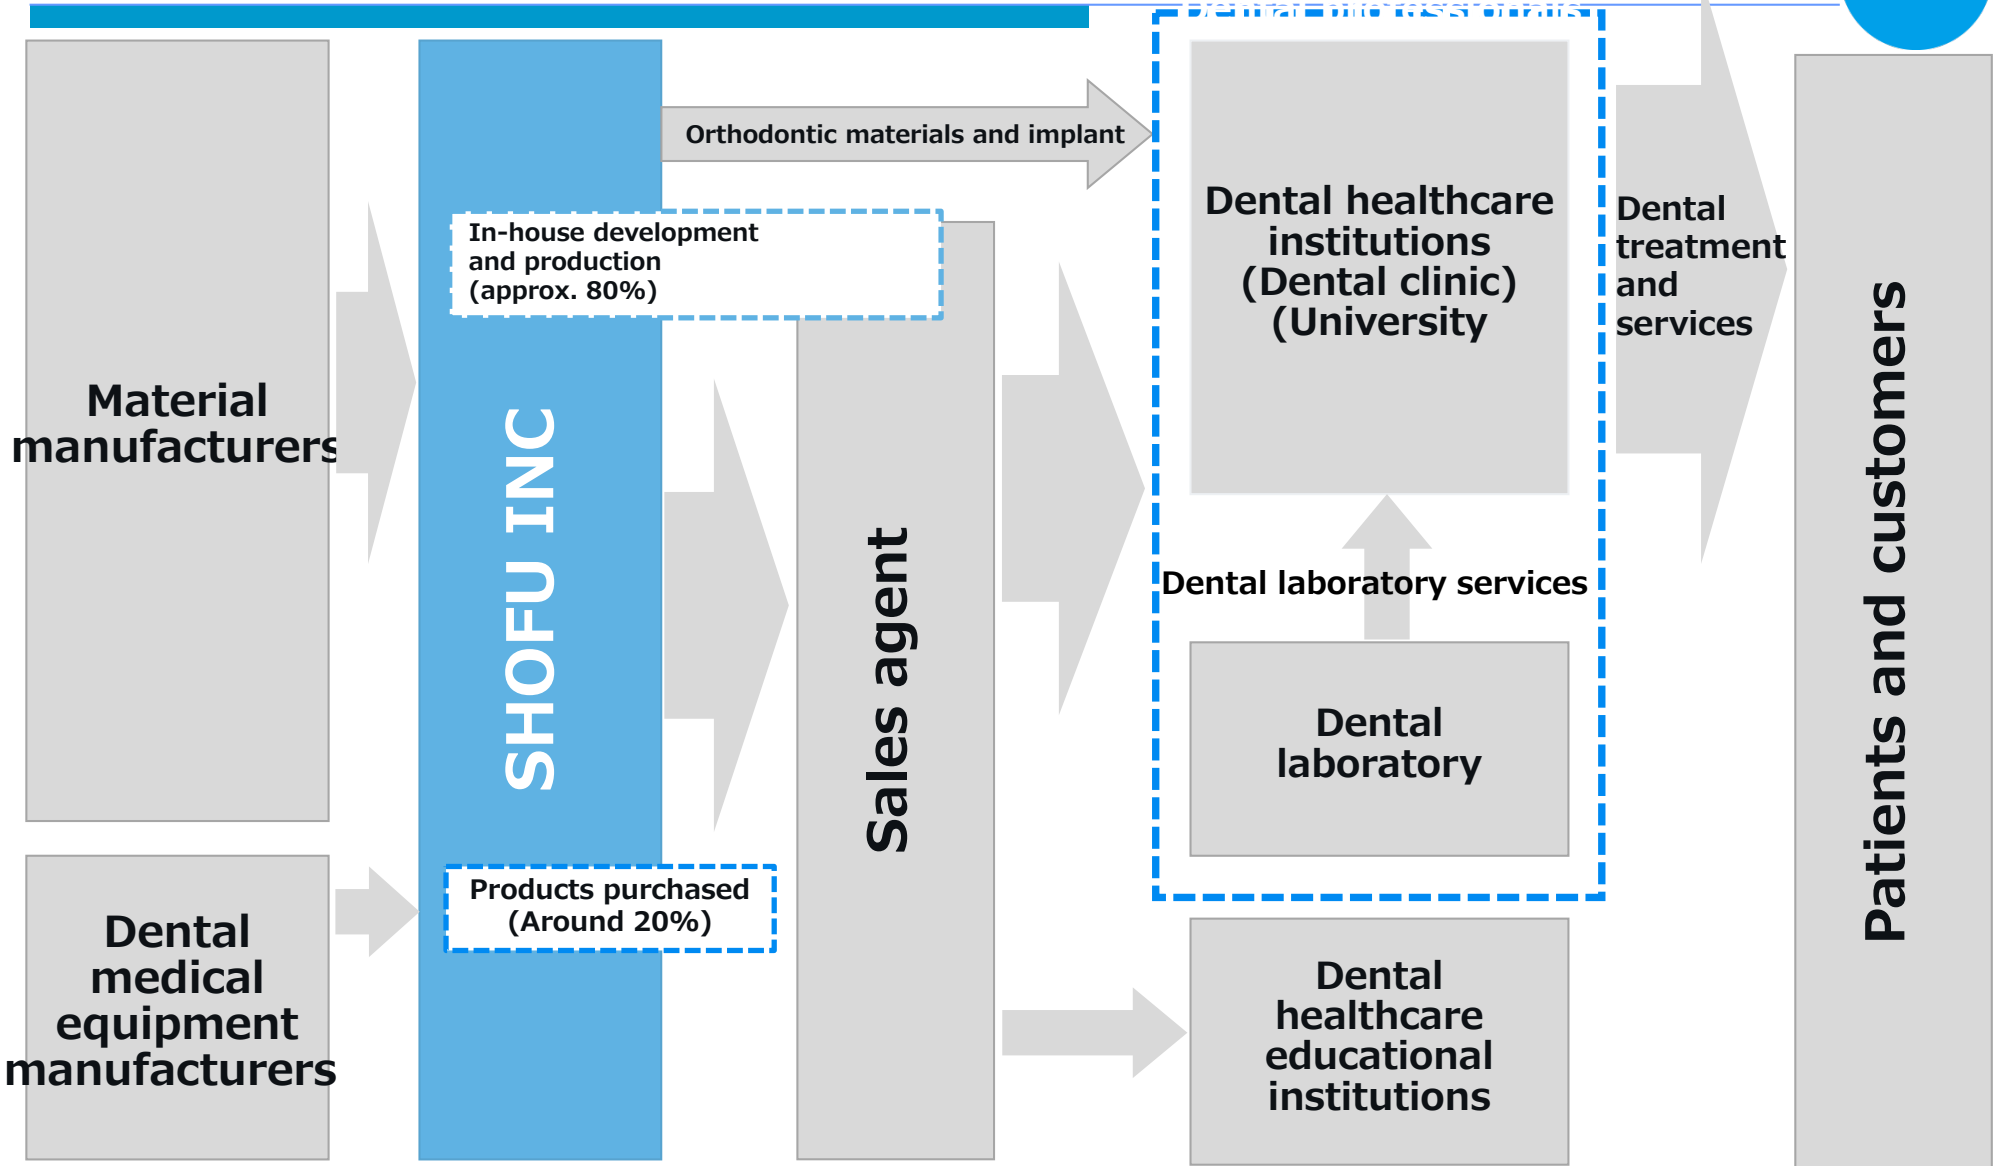 Dental professionals
Material
manufacturers
Dental
medical
equipment
manufacturers
SHOFU INC
In-house development
and production
(approx. 80%)
Products purchased
(Around 20%)
Orthodontic materials and implant
Sales agent
Dental healthcare
institutions
(Dental clinic)
(University
Dental laboratory services
Dental
laboratory
Dental
healthcare
educational
institutions
Dental
treatment
and
services
Patients and customers